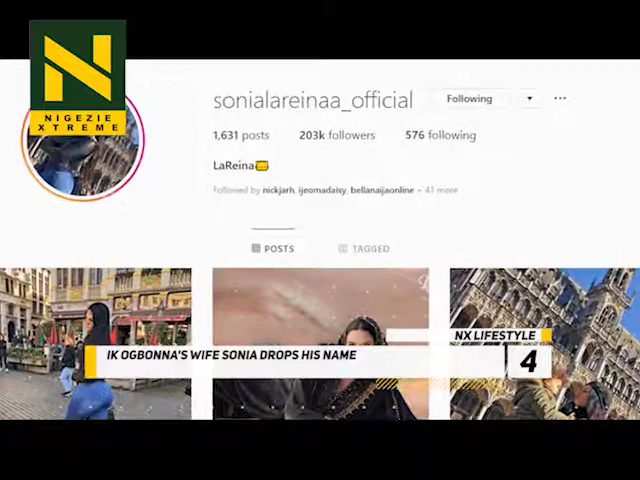 N
NIGEZIE
XTREME
sonialareinaa_official Following
1,631 posts 203k followers 576 following
LaReina
Followed by nickjarh, ijeomadaisy, bellanaijaonline + 41 more
POSTS TAGGED
NX LIFESTYLE
IK OGBONNA'S WIFE SONIA DROPS HIS NAME
4